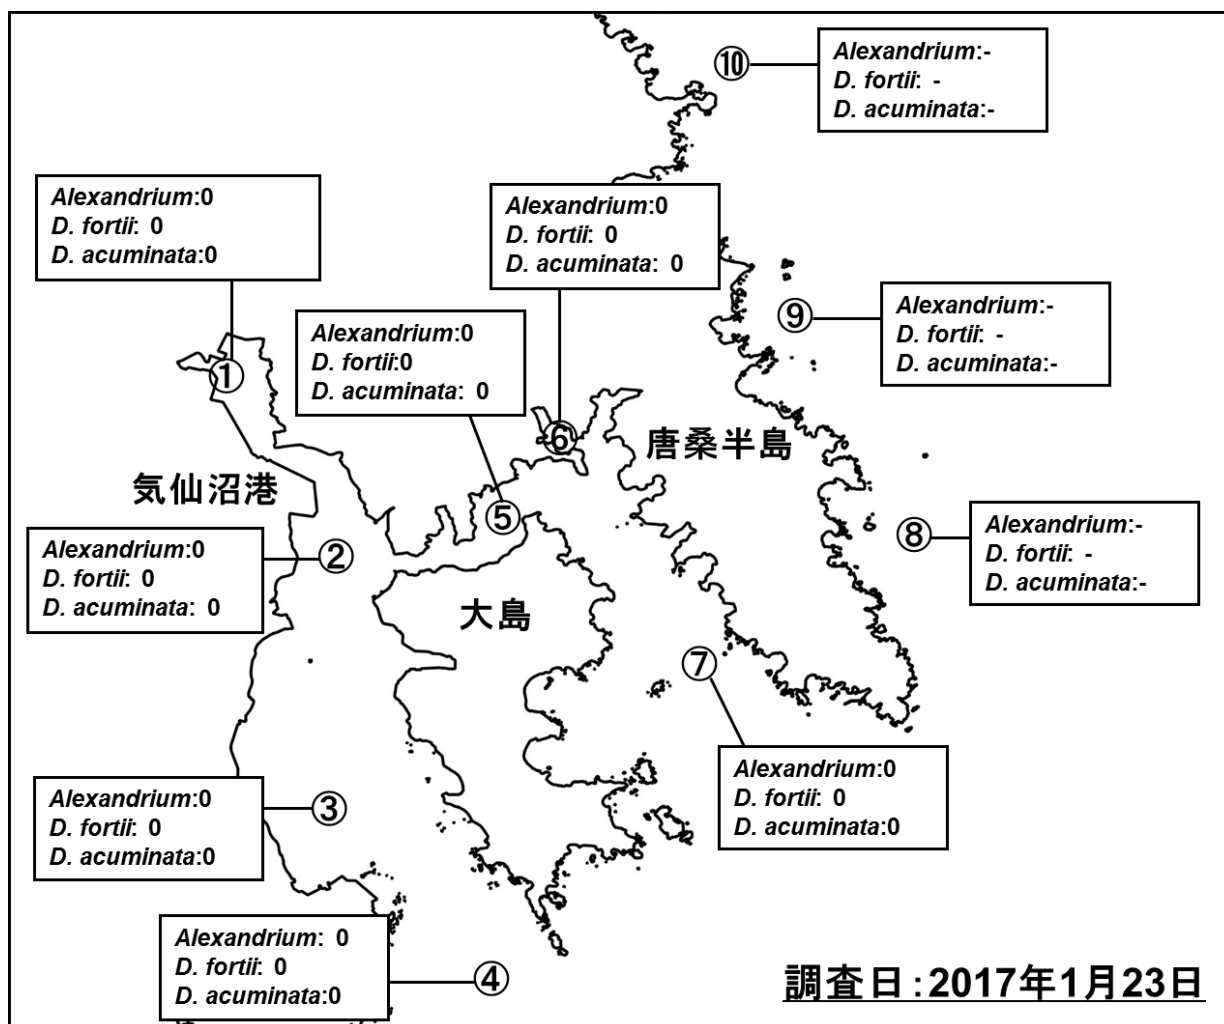 ⑩
Alexandrium:-
D. fortii: -
D. acuminata:-
Alexandrium:0
D. fortii: 0
D. acuminata:0
①
Alexandrium:0
D. fortii: 0
D. acuminata: 0
⑥
Alexandrium:-
D. fortii: -
D. acuminata:-
⑨
Alexandrium:0
D. fortii:0
D. acuminata: 0
⑤
唐桑半島
気仙沼港
Alexandrium:-
D. fortii: -
D. acuminata:-
⑧
Alexandrium:0
D. fortii: 0
D. acuminata: 0
②
大島
⑦
Alexandrium:0
D. fortii: 0
D. acuminata:0
Alexandrium:0
D. fortii: 0
D. acuminata:0
③
Alexandrium: 0
D. fortii: 0
D. acuminata:0
④
調査日:2017年1月23日